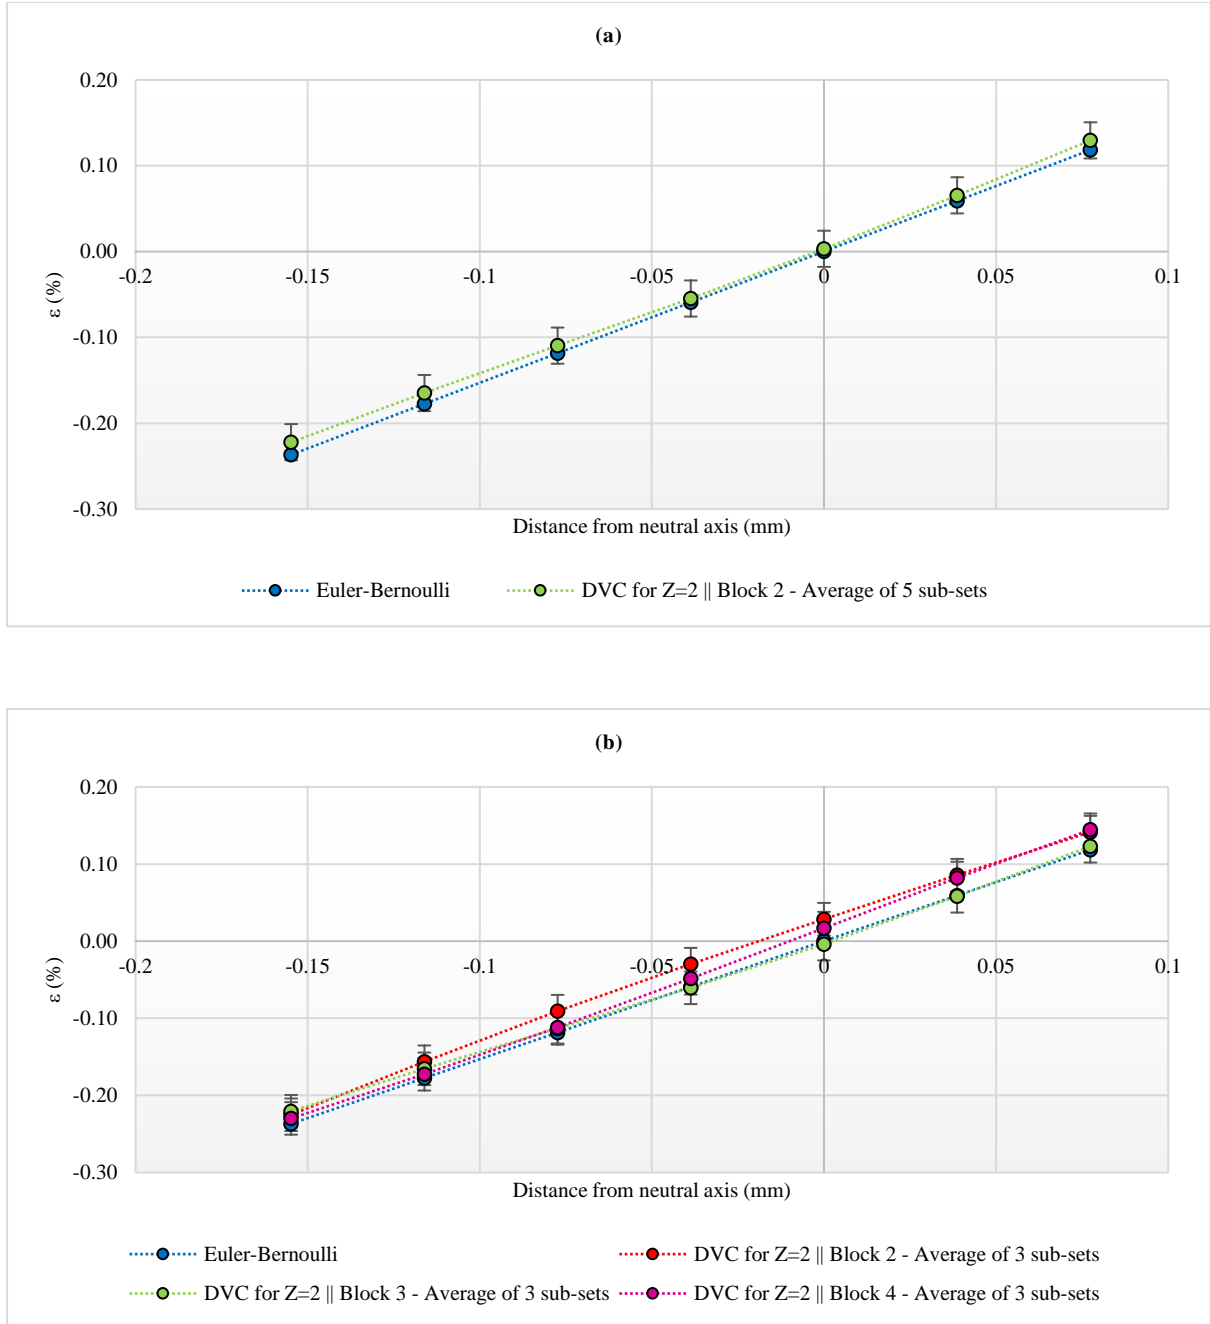 (a)
0.20
0.10
0.00
-0.10
-0.20
-0.30
-0.2
-0.15
-0.1
-0.05
0
0.05
0.1
ε (%)
Distance from neutral axis (mm)
Euler-Bernoulli
DVC for Z=2 || Block 2 - Average of 5 sub-sets
(b)
0.20
0.10
0.00
-0.10
-0.20
-0.30
-0.2
-0.15
-0.1
-0.05
0
0.05
0.1
ε (%)
Distance from neutral axis (mm)
Euler-Bernoulli
DVC for Z=2 || Block 2 - Average of 3 sub-sets
DVC for Z=2 || Block 3 - Average of 3 sub-sets
DVC for Z=2 || Block 4 - Average of 3 sub-sets